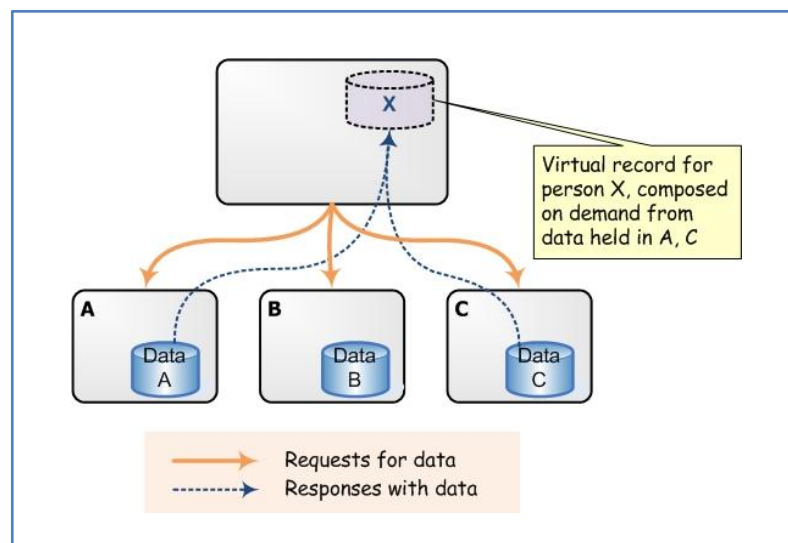 X
Virtual record for
person X, composed
on demand from
data held in A, C
A
Data
A
B
Data
B
C
Data
C
Requests for data
Responses with data